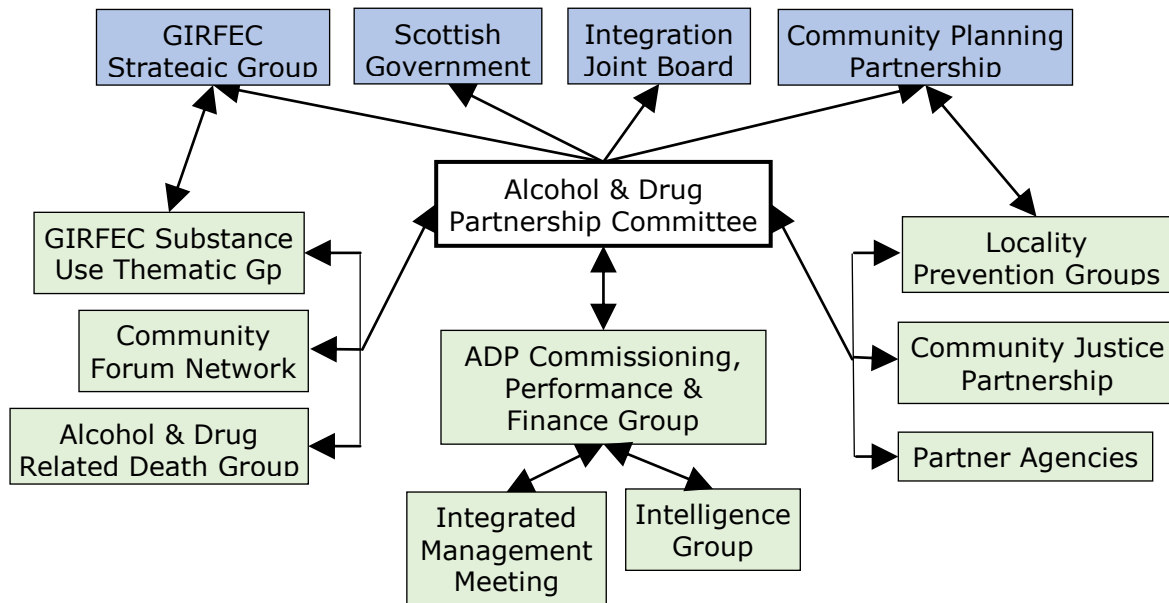 GIRFEC
Strategic Group
Scottish
Government
Integration
Joint Board
Community Planning
Partnership
Alcohol & Drug
Partnership Committee
GIRFEC Substance
Use Thematic Gp
Locality
Prevention Groups
Community
Forum Network
ADP Commissioning,
Performance &
Finance Group
Community Justice
Partnership
Alcohol & Drug
Related Death Group
Partner Agencies
Integrated
Management
Meeting
Intelligence
Group